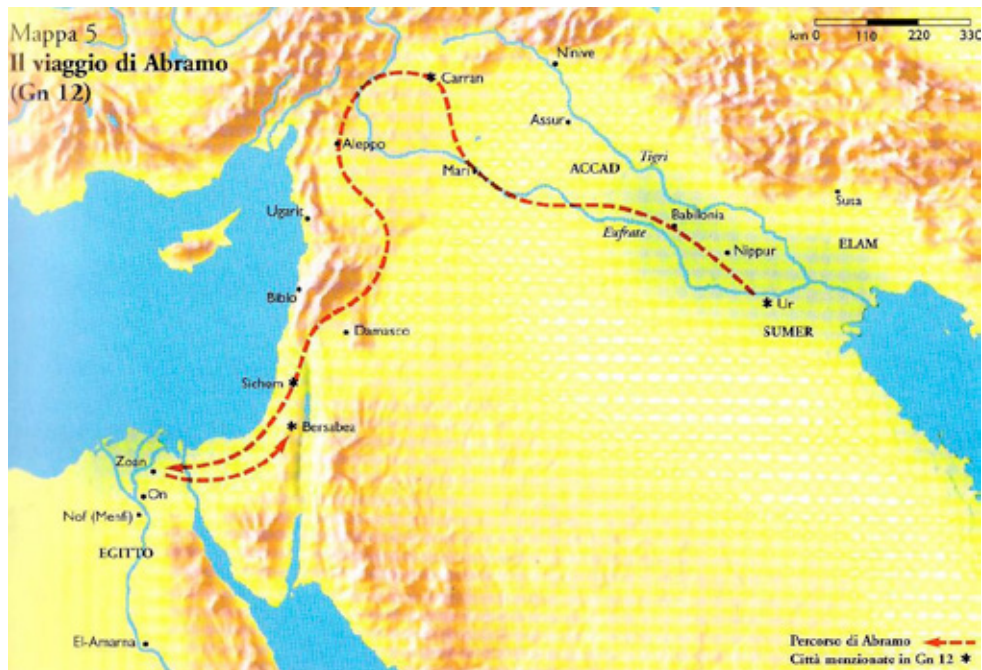 Mappa 5
Il viaggio di Abramo
(Gn 12)
km 0 110 220 330
Ninive
Carran
Assur
Aleppo
Tigri
ACCAD
Mari
Susa
Ugarit
Babilonia
Eufrate
ELAM
Nippur
Biblo
Ur
Damasco
SUMER
Sichem
Bersabea
Zoan
On
Nof (Menfi)
EGITTO
El-Amarna
Percorso di Abramo
Città menzionate in Gn 12 *